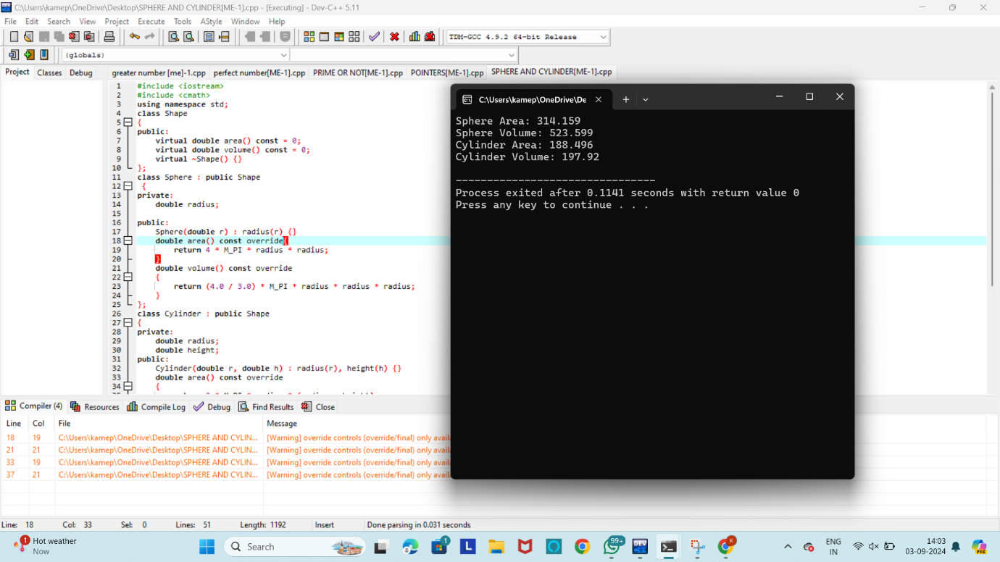 C:\Users\kamep\OneDrive\Desktop\SPHERE AND CYLINDER[ME-1].cpp - [Executing] - Dev-C++ 5.11
File Edit Search View Project Execute Tools AStyle Window Help
TDM-GCC 4.9.2 64-bit Release
(globals)
Project Classes Debug
greater number [me]-1.cpp perfect number[ME-1].cpp PRIME OR NOT[ME-1].cpp POINTERS[ME-1].cpp SPHERE AND CYLINDER[ME-1].cpp
1 #include <iostream>
2 #include <cmath>
3 using namespace std;
4 class Shape
5 {
6 public:
7 virtual double area() const = 0;
8 virtual double volume() const = 0;
9 virtual ~Shape() {}
10 };
11 class Sphere : public Shape
12 {
13 private:
14 double radius;
15
16 public:
17 Sphere(double r) : radius(r) {}
18 double area() const override{
19 return 4 * M_PI * radius * radius;
20 }
21 double volume() const override
22 {
23 return (4.0 / 3.0) * M_PI * radius * radius * radius;
24 }
25 };
26 class Cylinder : public Shape
27 {
28 private:
29 double radius;
30 double height;
31 public:
32 Cylinder(double r, double h) : radius(r), height(h) {}
33 double area() const override
34 {
C:\Users\kamep\OneDrive\De
Sphere Area: 314.159
Sphere Volume: 523.599
Cylinder Area: 188.496
Cylinder Volume: 197.92
--------------------------------
Process exited after 0.1141 seconds with return value 0
Press any key to continue . . .
Compiler (4) Resources Compile Log Debug Find Results Close
Line Col File Message
18 19 C:\Users\kamep\OneDrive\Desktop\SPHERE AND CYLIN... [Warning] override controls (override/final) only avail
21 21 C:\Users\kamep\OneDrive\Desktop\SPHERE AND CYLIN... [Warning] override controls (override/final) only avail
33 19 C:\Users\kamep\OneDrive\Desktop\SPHERE AND CYLIN... [Warning] override controls (override/final) only avail
37 21 C:\Users\kamep\OneDrive\Desktop\SPHERE AND CYLIN... [Warning] override controls (override/final) only avail
Line: 18 Col: 33 Sel: 0 Lines: 51 Length: 1192 Insert Done parsing in 0.031 seconds
1 Hot weather
Now
Search
1
L
99+
DEV
K
ENG
IN
14:03
03-09-2024
PRE